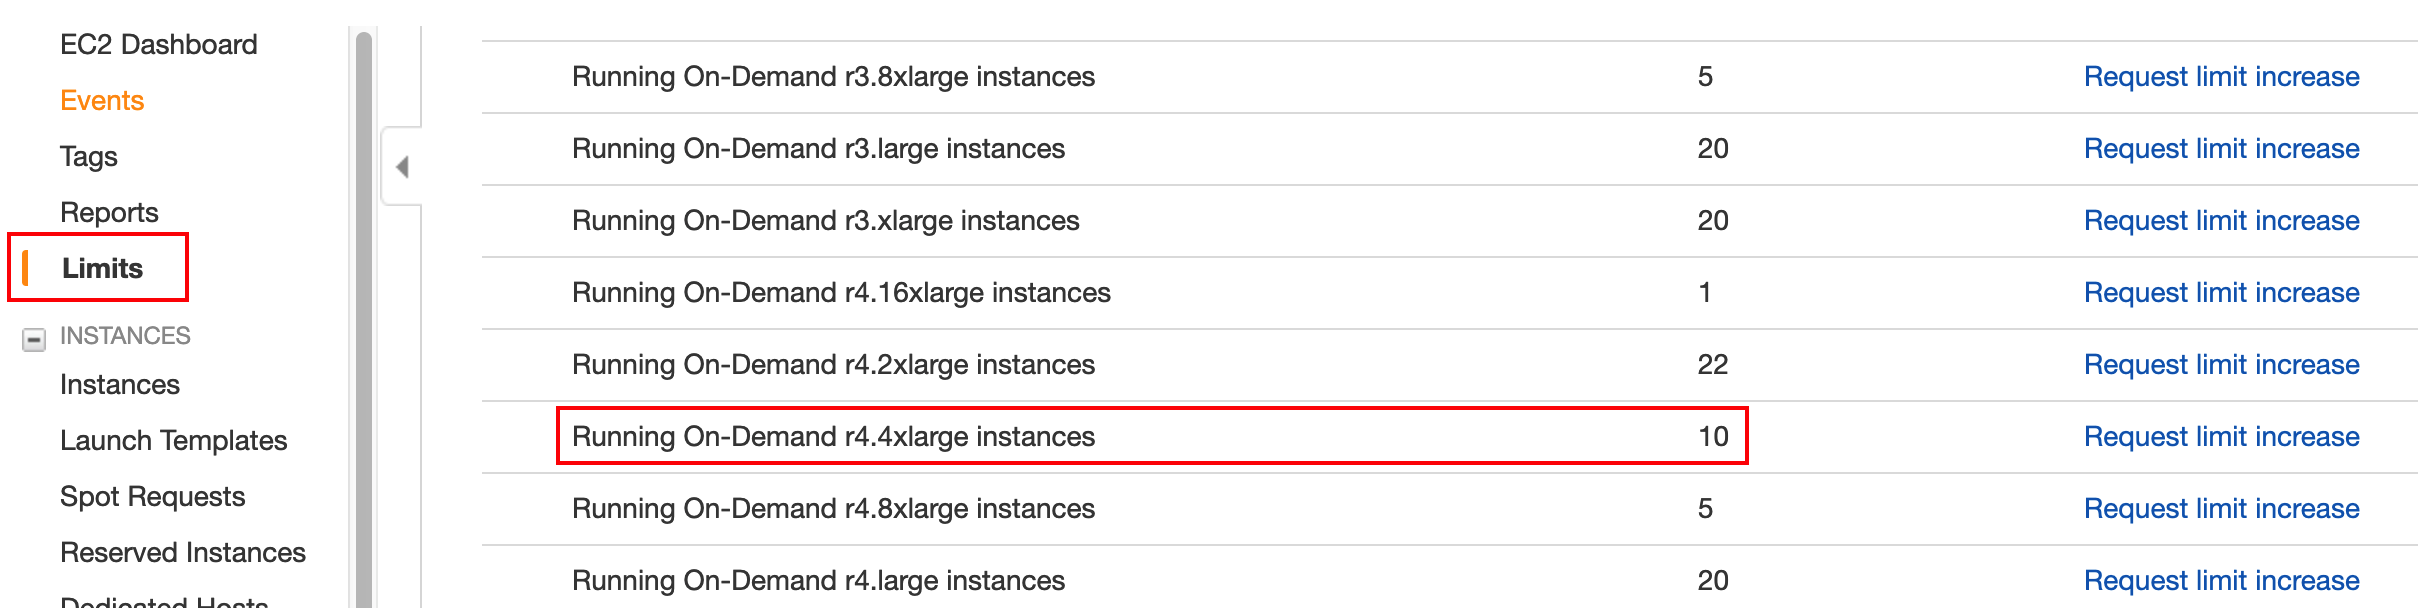 EC2 Dashboard
Events
Tags
Reports
Limits
INSTANCES
Instances
Launch Templates
Spot Requests
Reserved Instances
Dedicated Hosts
Running On-Demand r3.8xlarge instances 5 Request limit increase
Running On-Demand r3.large instances 20 Request limit increase
Running On-Demand r3.xlarge instances 20 Request limit increase
Running On-Demand r4.16xlarge instances 1 Request limit increase
Running On-Demand r4.2xlarge instances 22 Request limit increase
Running On-Demand r4.4xlarge instances 10 Request limit increase
Running On-Demand r4.8xlarge instances 5 Request limit increase
Running On-Demand r4.large instances 20 Request limit increase